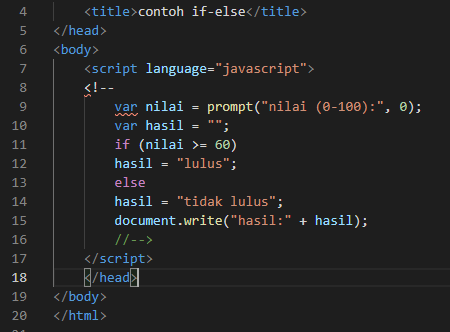 4 <title>contoh if-else</title>
5 </head>
6 <body>
7 <script language="javascript">
8 <!--
9 var nilai = prompt("nilai (0-100):", 0);
10 var hasil = "";
11 if (nilai >= 60)
12 hasil = "lulus";
13 else
14 hasil = "tidak lulus";
15 document.write("hasil:" + hasil);
16 //-->
17 </script>
18 </head>
19 </body>
20 </html>